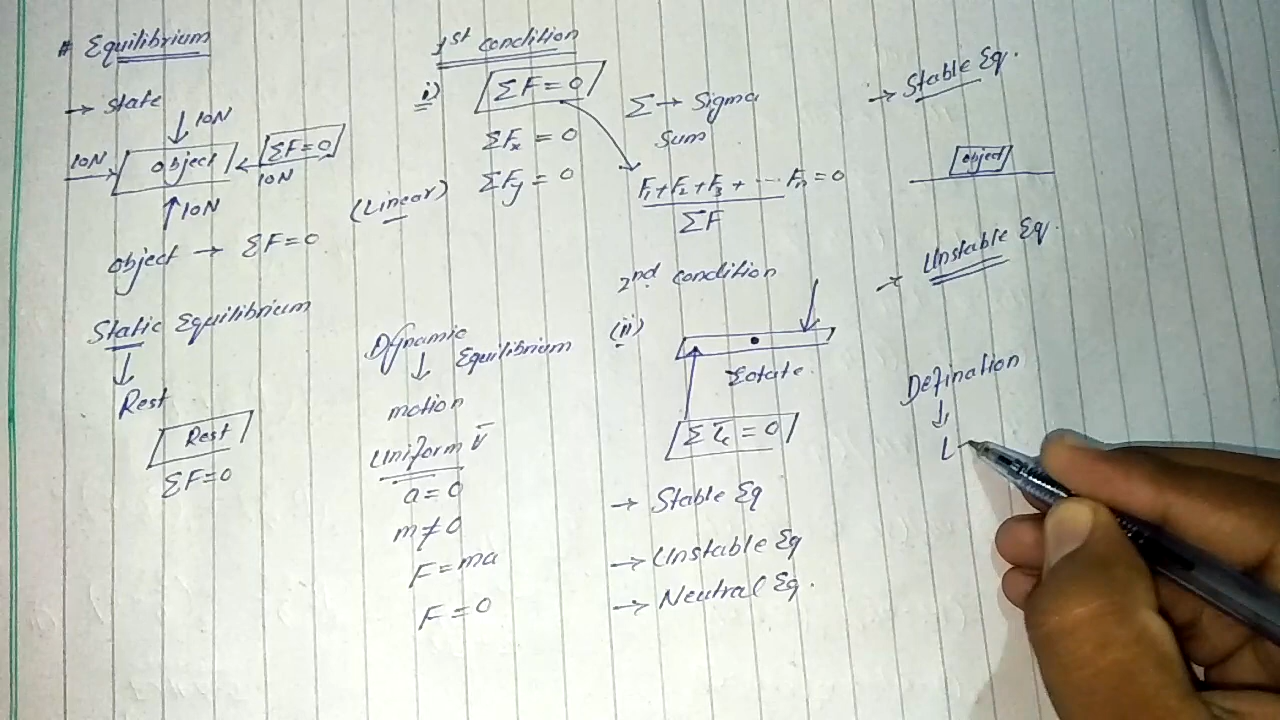 # Equilibrium
→ State
↓ 10N
10N → Object ← ΣF=0
10N
↑ 10N
Object → ΣF=0
Static Equilibrium
↓
Rest
Rest
ΣF=0
1st condition
i) ΣF=0
ΣFx = 0
ΣFy = 0
(Linear)
Σ → Sigma
Sum
F1+F2+F3+ ... Fn=0
ΣF
Dynamic
↓ Equilibrium
motion
Uniform v
a=0
m≠0
F=ma
F=0
2nd condition
(ii)
Rotate
Στ = 0
→ Stable Eq
→ Unstable Eq
→ Neutral Eq.
→ Stable Eq.
Object
→ Unstable Eq.
Defination
↓
L